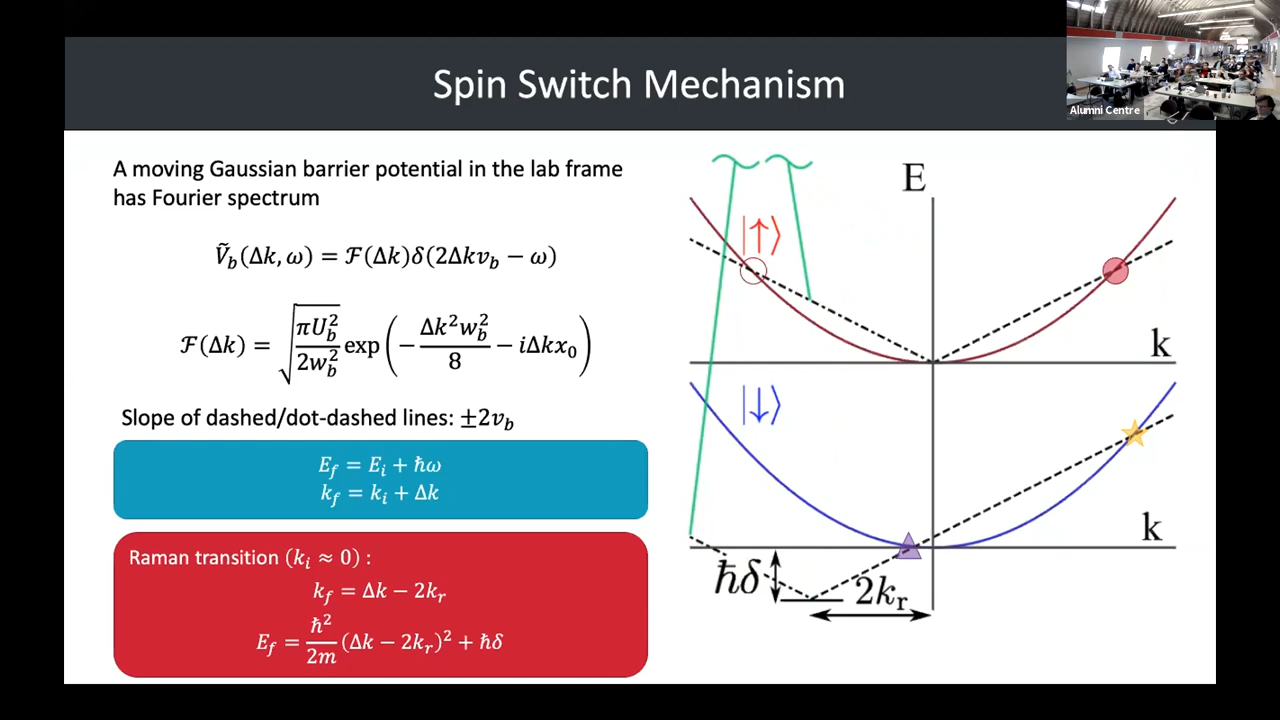 Spin Switch Mechanism
Alumni Centre
A moving Gaussian barrier potential in the lab frame
has Fourier spectrum
Ṽ_b(Δk, ω) = ℱ(Δk)δ(2Δkv_b − ω)
ℱ(Δk) = √(πU_b²/2w_b²) exp(−Δk²w_b²/8 − iΔkx₀)
Slope of dashed/dot-dashed lines: ±2v_b
E_f = E_i + ħω
k_f = k_i + Δk
Raman transition (k_i ≈ 0) :
k_f = Δk − 2k_r
E_f = ħ²/2m (Δk − 2k_r)² + ħδ
E
|↑⟩
k
|↓⟩
k
ħδ
2k_r